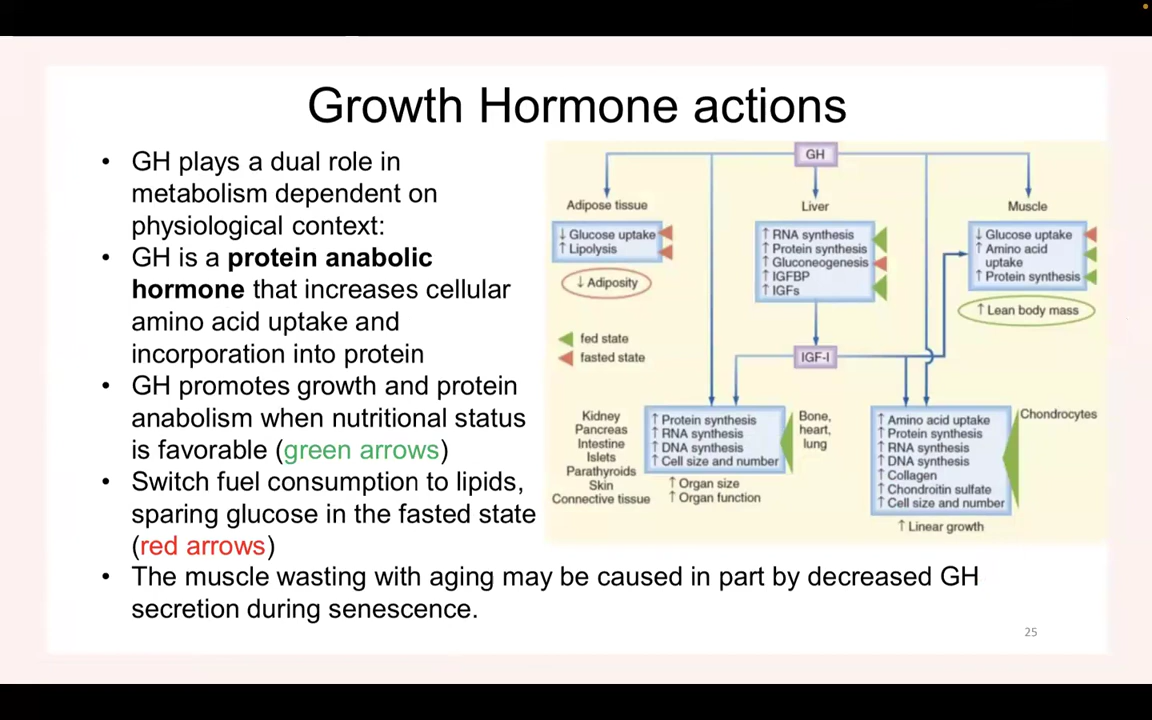 Growth Hormone actions
• GH plays a dual role in
metabolism dependent on
physiological context:
• GH is a protein anabolic
hormone that increases cellular
amino acid uptake and
incorporation into protein
• GH promotes growth and protein
anabolism when nutritional status
is favorable (green arrows)
• Switch fuel consumption to lipids,
sparing glucose in the fasted state
(red arrows)
• The muscle wasting with aging may be caused in part by decreased GH
secretion during senescence.
GH
Adipose tissue
↓ Glucose uptake
↑ Lipolysis
↓ Adiposity
Liver
↑ RNA synthesis
↑ Protein synthesis
↑ Gluconeogenesis
↑ IGFBP
↑ IGFs
Muscle
↓ Glucose uptake
↑ Amino acid
uptake
↑ Protein synthesis
↑ Lean body mass
fed state
fasted state
IGF-I
Kidney
Pancreas
Intestine
Islets
Parathyroids
Skin
Connective tissue
↑ Protein synthesis
↑ RNA synthesis
↑ DNA synthesis
↑ Cell size and number
↑ Organ size
↑ Organ function
Bone,
heart,
lung
↑ Amino acid uptake
↑ Protein synthesis
↑ RNA synthesis
↑ DNA synthesis
↑ Collagen
↑ Chondroitin sulfate
↑ Cell size and number
↑ Linear growth
Chondrocytes
25